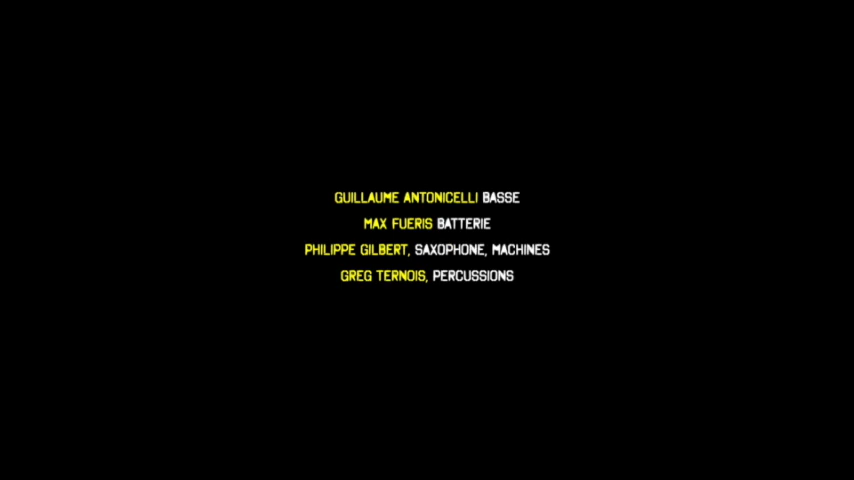 GUILLAUME ANTONICELLI BASSE
MAX FUERIS BATTERIE
PHILIPPE GILBERT, SAXOPHONE, MACHINES
GREG TERNOIS, PERCUSSIONS